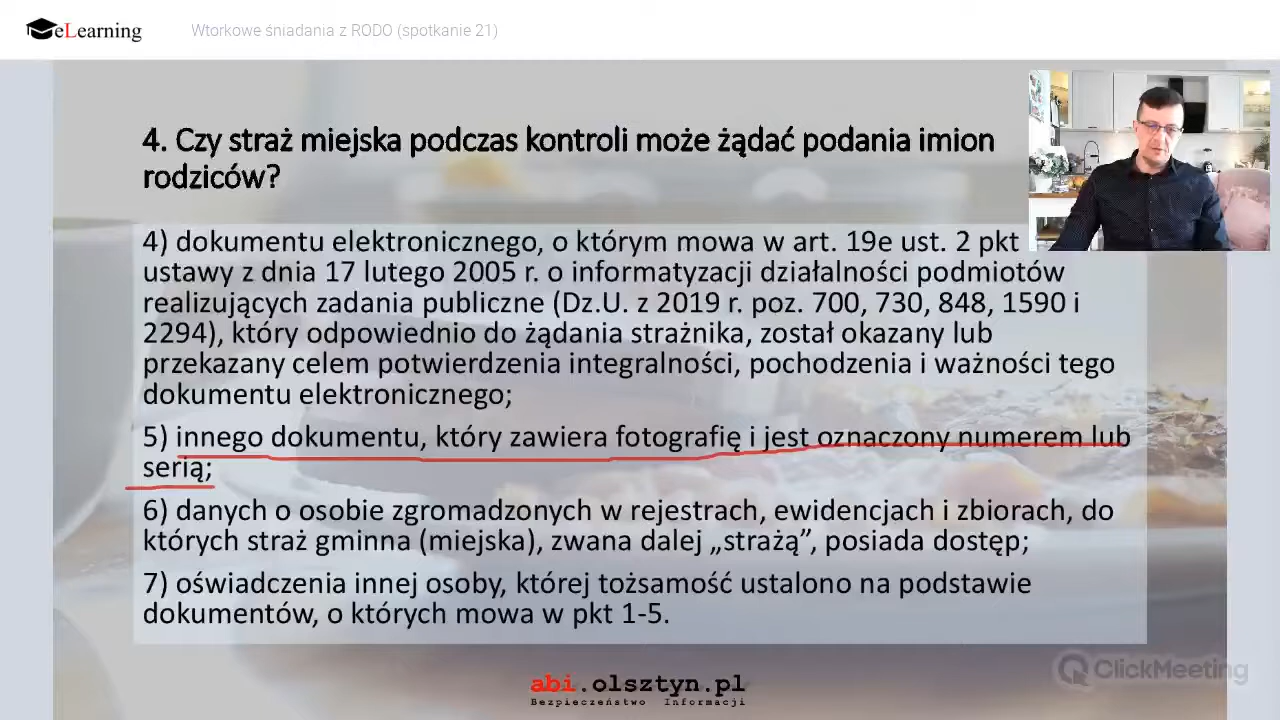 eLearning
Wtorkowe śniadania z RODO (spotkanie 21)
4. Czy straż miejska podczas kontroli może żądać podania imion
rodziców?
4) dokumentu elektronicznego, o którym mowa w art. 19e ust. 2 pkt
ustawy z dnia 17 lutego 2005 r. o informatyzacji działalności podmiotów
realizujących zadania publiczne (Dz.U. z 2019 r. poz. 700, 730, 848, 1590 i
2294), który odpowiednio do żądania strażnika, został okazany lub
przekazany celem potwierdzenia integralności, pochodzenia i ważności tego
dokumentu elektronicznego;
5) innego dokumentu, który zawiera fotografię i jest oznaczony numerem lub
serią;
6) danych o osobie zgromadzonych w rejestrach, ewidencjach i zbiorach, do
których straż gminna (miejska), zwana dalej „strażą”, posiada dostęp;
7) oświadczenia innej osoby, której tożsamość ustalono na podstawie
dokumentów, o których mowa w pkt 1-5.
abi.olsztyn.pl
Bezpieczeństwo Informacji
ClickMeeting